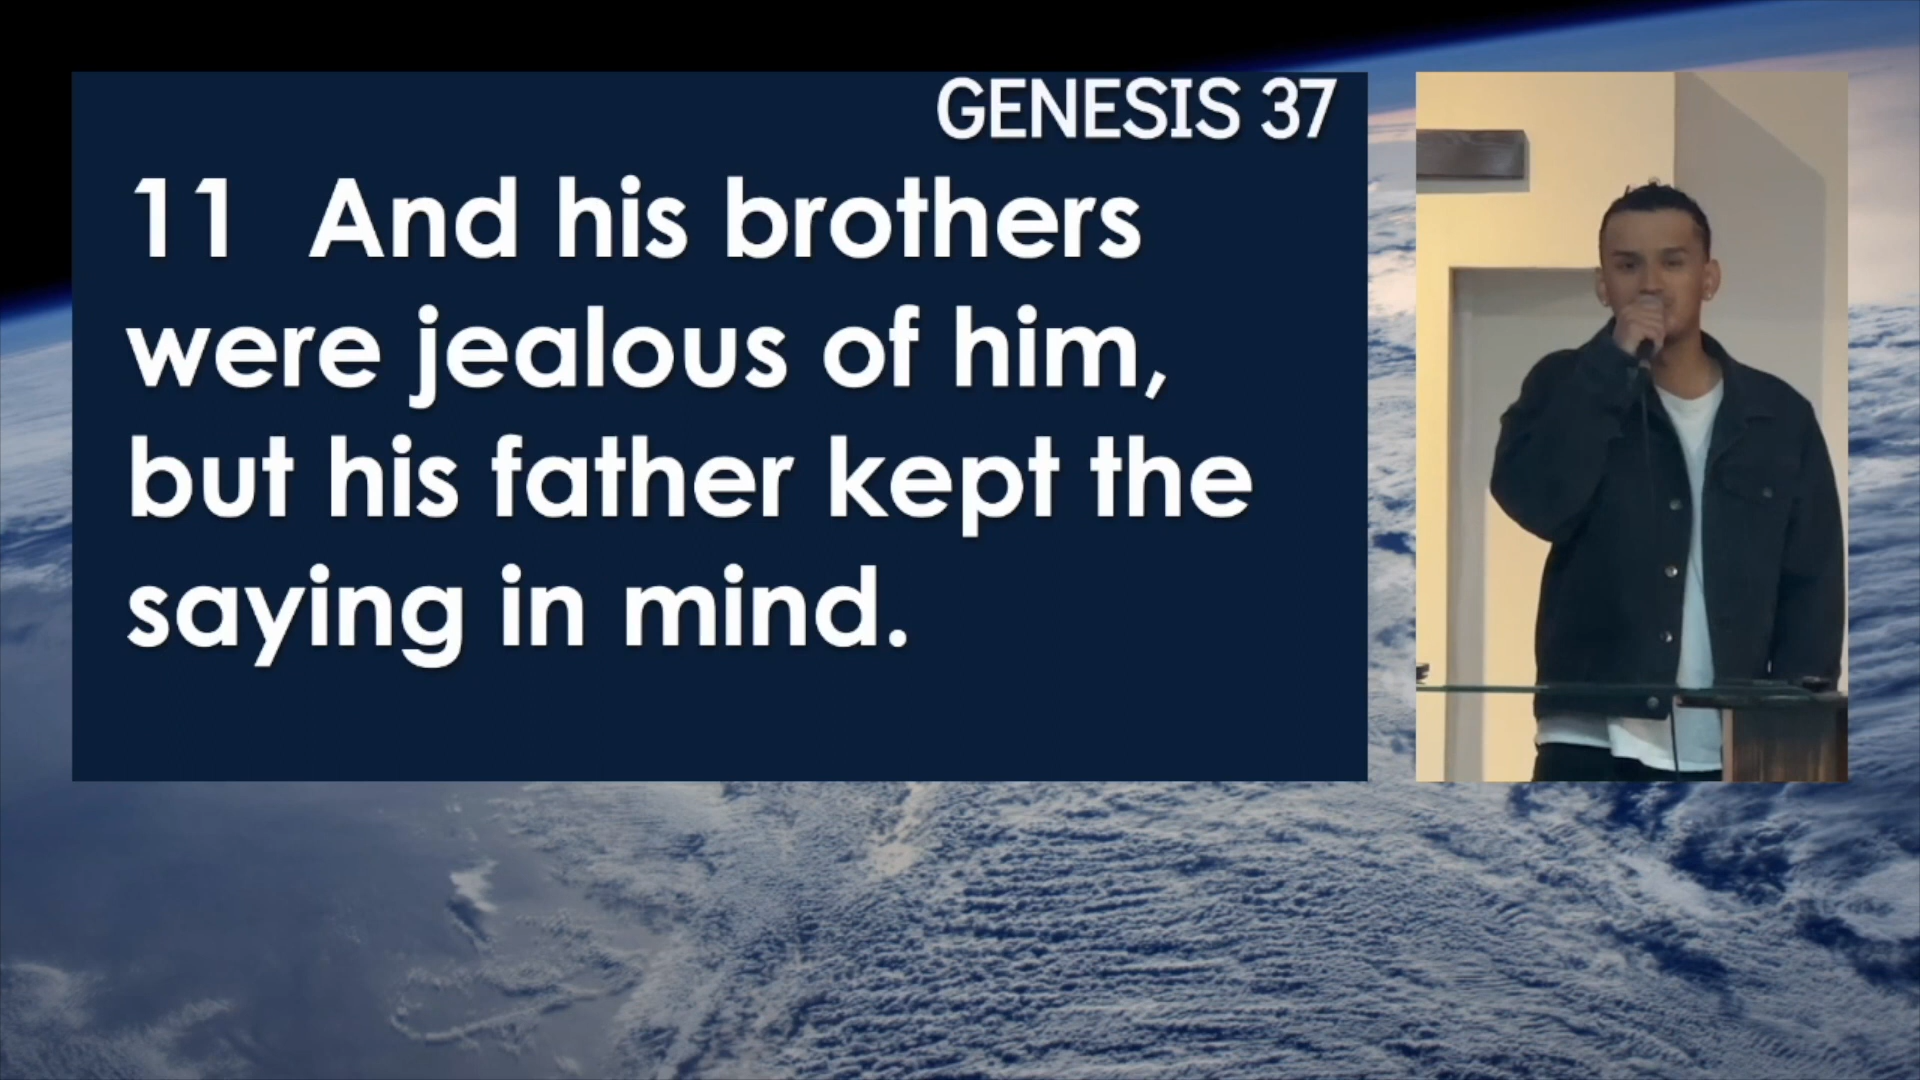 GENESIS 37
11 And his brothers
were jealous of him,
but his father kept the
saying in mind.